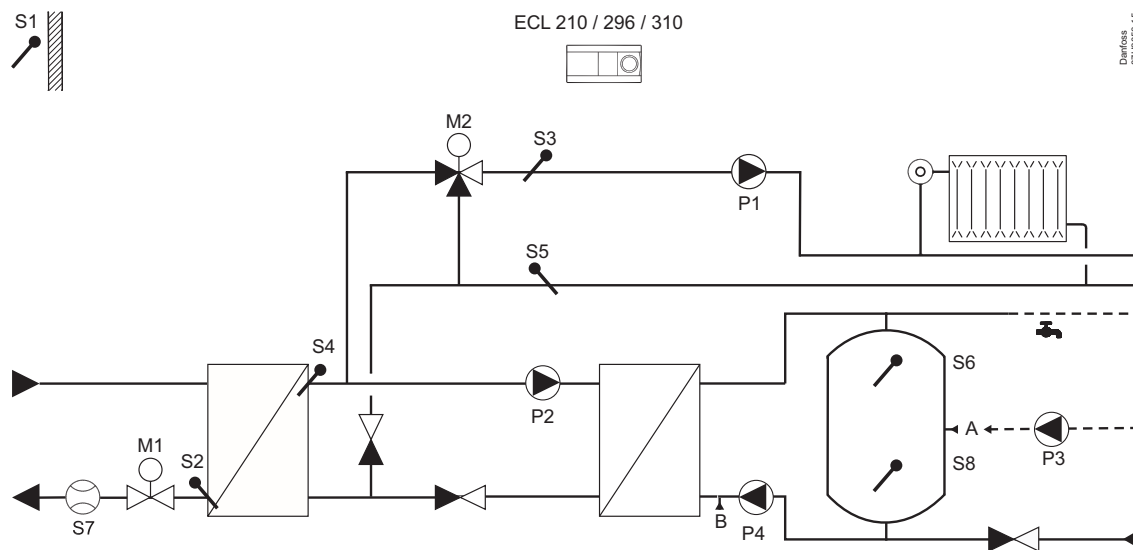 S1
ECL 210 / 296 / 310
Danfoss
M2
S3
P1
S5
S4
S6
P2
A
M1
S2
S8
P3
S7
B
P4